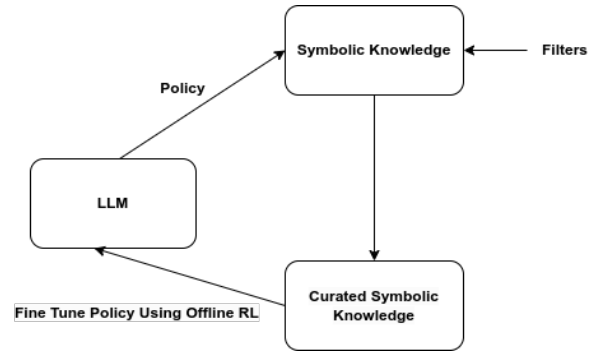 Symbolic Knowledge
Filters
Policy
LLM
Curated Symbolic
Knowledge
Fine Tune Policy Using Offline RL